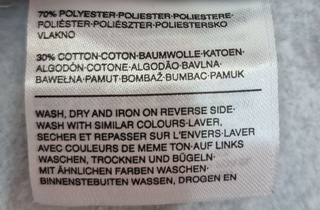 70% POLYESTER-POLIESTER-POLIESTERE-
POLIÉSTER-POLIÉSZTER-POLIESTERSKO
VLAKNO
30% COTTON-COTON-BAUMWOLLE-KATOEN-
ALGODÓN-COTONE-ALGODÃO-BAVLNA-
BAWEŁNA-PAMUT-BOMBAŽ-BUMBAC-PAMUK
WASH, DRY AND IRON ON REVERSE SIDE-
WASH WITH SIMILAR COLOURS-LAVER,
SECHER ET REPASSER SUR L'ENVERS-LAVER
AVEC COULEURS DE MEME TON-AUF LINKS
WASCHEN, TROCKNEN UND BÜGELN-
MIT ÄHNLICHEN FARBEN WASCHEN-
BINNENSTEBUITEN WASSEN, DROGEN EN